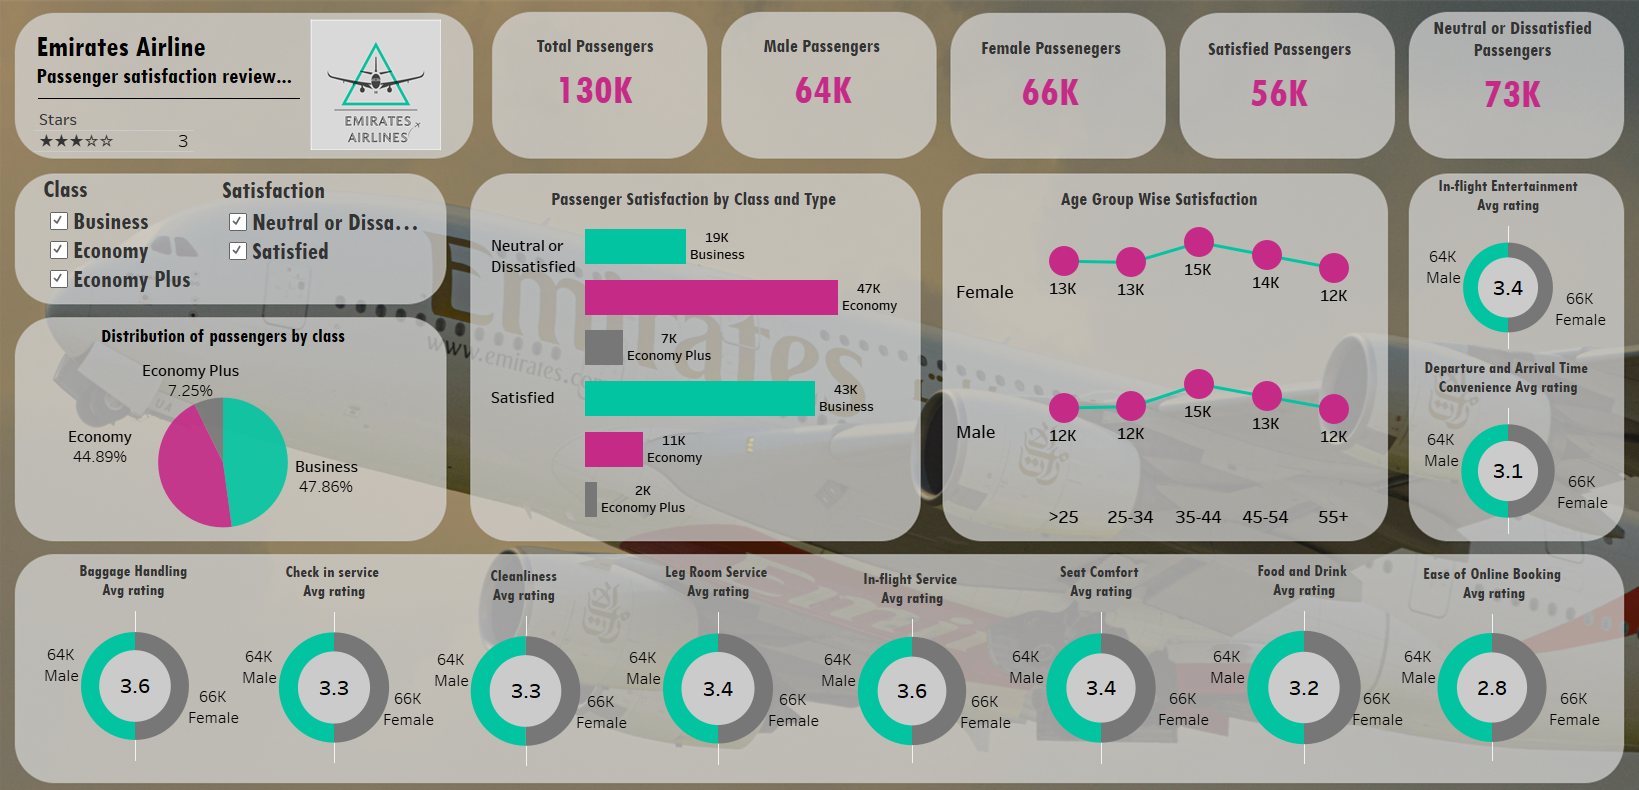 Emirates Airline
Passenger satisfaction review...
Stars
★★★☆☆ 3
EMIRATES
AIRLINES
Total Passengers
130K
Male Passengers
64K
Female Passenegers
66K
Satisfied Passengers
56K
Neutral or Dissatisfied
Passengers
73K
Class
Business
Economy
Economy Plus
Satisfaction
Neutral or Dissa...
Satisfied
Distribution of passengers by class
Economy Plus
7.25%
Economy
44.89%
Business
47.86%
Passenger Satisfaction by Class and Type
Neutral or
Dissatisfied
19K
Business
47K
Economy
7K
Economy Plus
Satisfied
43K
Business
11K
Economy
2K
Economy Plus
Emirates
www.emirates.co
Age Group Wise Satisfaction
Female
13K 13K 15K 14K 12K
Male
12K 12K 15K 13K 12K
>25 25-34 35-44 45-54 55+
In-flight Entertainment
Avg rating
64K
Male
3.4
66K
Female
Departure and Arrival Time
Convenience Avg rating
64K
Male
3.1
66K
Female
Baggage Handling
Avg rating
64K
Male
3.6
66K
Female
Check in service
Avg rating
64K
Male
3.3
66K
Female
Cleanliness
Avg rating
64K
Male
3.3
66K
Female
Leg Room Service
Avg rating
64K
Male
3.4
66K
Female
In-flight Service
Avg rating
64K
Male
3.6
66K
Female
Seat Comfort
Avg rating
64K
Male
3.4
66K
Female
Food and Drink
Avg rating
64K
Male
3.2
66K
Female
Ease of Online Booking
Avg rating
64K
Male
2.8
66K
Female